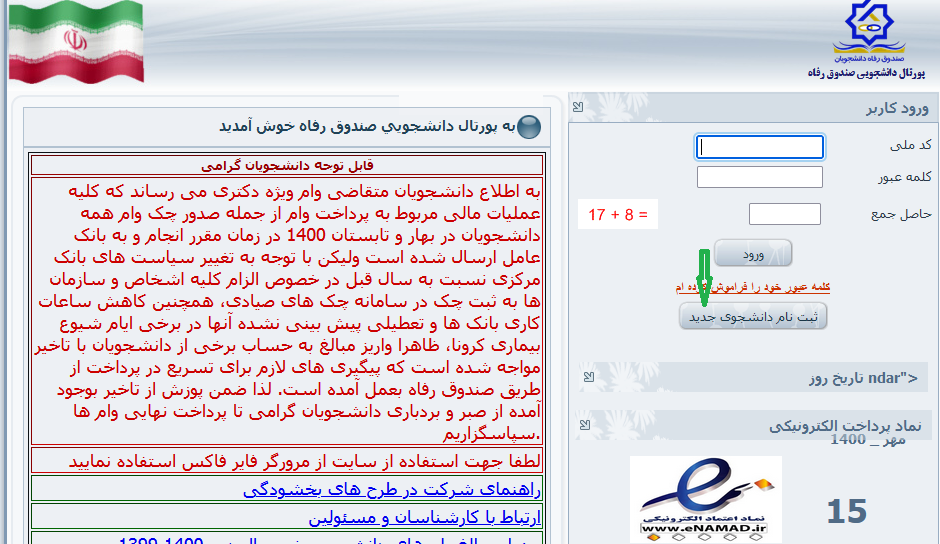 صندوق رفاه دانشجویان
پورتال دانشجویی صندوق رفاه
ورود کاربر
کد ملی
کلمه عبور
حاصل جمع
17 + 8 =
ورود
کلمه عبور خود را فراموش کرده ام
ثبت نام دانشجوی جدید
تاریخ روز ndar">
نماد پرداخت الکترونیکی
مهر _ 1400
15
نماد اعتماد الکترونیکی
www.eNAMAD.ir
به پورتال دانشجويي صندوق رفاه خوش آمدید
قابل توجه دانشجویان گرامی
به اطلاع دانشجویان متقاضی وام ویژه دکتری می رساند که کلیه
عملیات مالی مربوط به پرداخت وام از جمله صدور چک وام همه
دانشجویان در بهار و تابستان 1400 در زمان مقرر انجام و به بانک
عامل ارسال شده است ولیکن با توجه به تغییر سیاست های بانک
مرکزی نسبت به سال قبل در خصوص الزام کلیه اشخاص و سازمان
ها به ثبت چک در سامانه چک های صیادی، همچنین کاهش ساعات
کاری بانک ها و تعطیلی پیش بینی نشده آنها در برخی ایام شیوع
بیماری کرونا، ظاهرا واریز مبالغ به حساب برخی از دانشجویان با تاخیر
مواجه شده است که پیگیری های لازم برای تسریع در پرداخت از
طریق صندوق رفاه بعمل آمده است. لذا ضمن پوزش از تاخیر بوجود
آمده از صبر و بردباری دانشجویان گرامی تا پرداخت نهایی وام ها
سپاسگزاریم.
لطفا جهت استفاده از سایت از مرورگر فایر فاکس استفاده نمایید
راهنمای شرکت در طرح های بخشودگی
ارتباط با کارشناسان و مسئولین